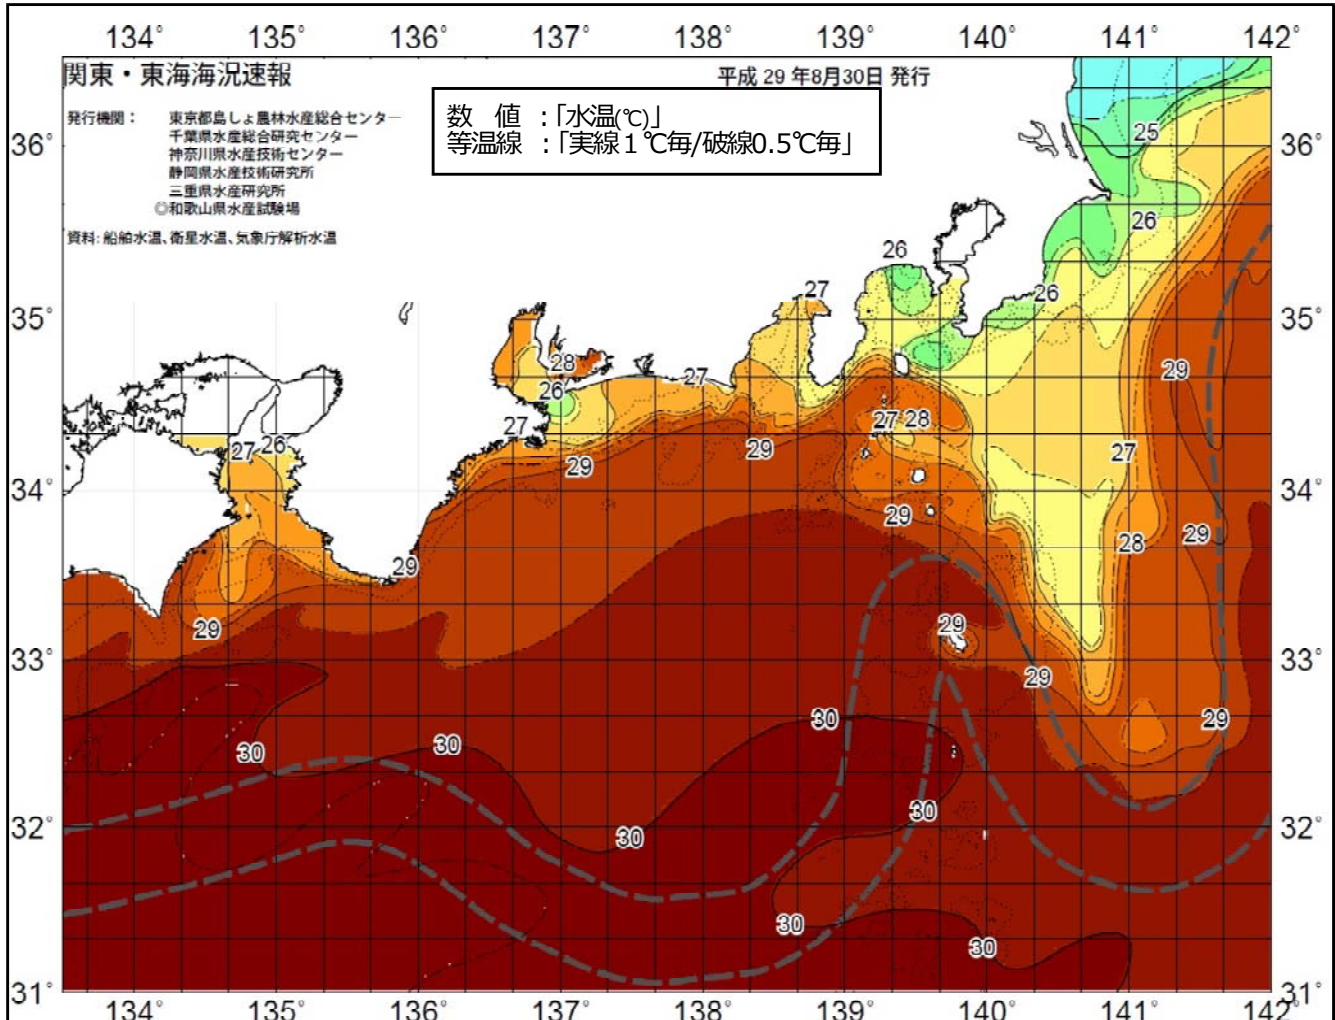 134° 135° 136° 137° 138° 139° 140° 141° 142°
関東・東海海況速報
平成 29 年8月30日 発行
発行機関： 東京都島しょ農林水産総合センター
千葉県水産総合研究センター
神奈川県水産技術センター
静岡県水産技術研究所
三重県水産研究所
◎和歌山県水産試験場
資料: 船舶水温、衛星水温、気象庁解析水温
数 値 :「水温(℃)」
等温線 :「実線１℃毎/破線0.5℃毎」
36° 25 36°
26
26
26
27
35° 35°
28 29
27
26
27 27 28
27 26 29 29 27
34° 34°
29
29 28
29
29 29
33° 33°
29
30 30 30 29
30
32° 30 32°
30
30
31° 31°
134° 135° 136° 137° 138° 139° 140° 141° 142°